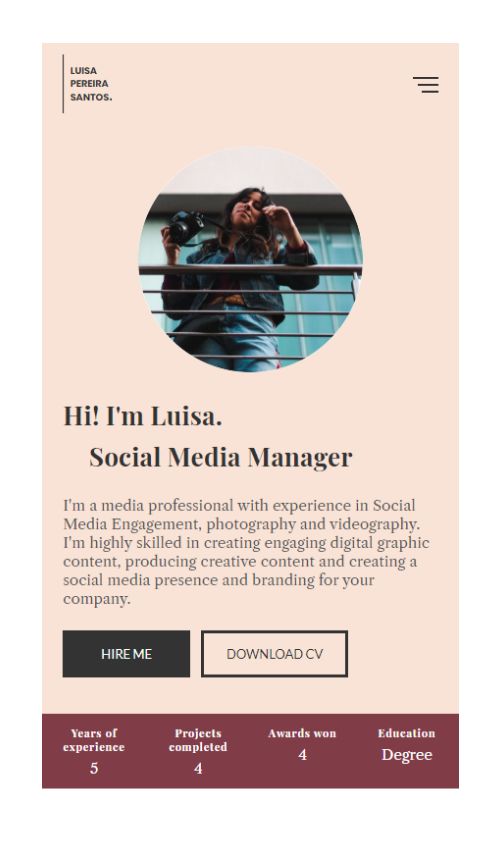 LUISA
PEREIRA
SANTOS.
Hi! I'm Luisa.
Social Media Manager
I'm a media professional with experience in Social
Media Engagement, photography and videography.
I'm highly skilled in creating engaging digital graphic
content, producing creative content and creating a
social media presence and branding for your
company.
HIRE ME
DOWNLOAD CV
Years of
experience
5
Projects
completed
4
Awards won
4
Education
Degree